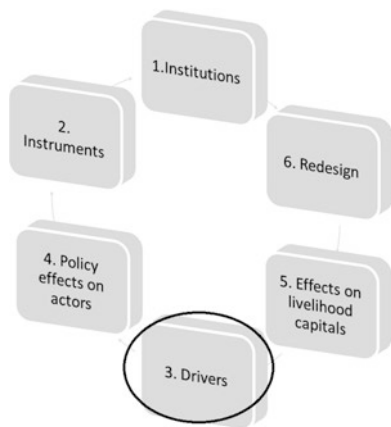 1.Institutions
2.
Instruments
6. Redesign
4. Policy
effects on
actors
5. Effects on
livelihood
capitals
3. Drivers